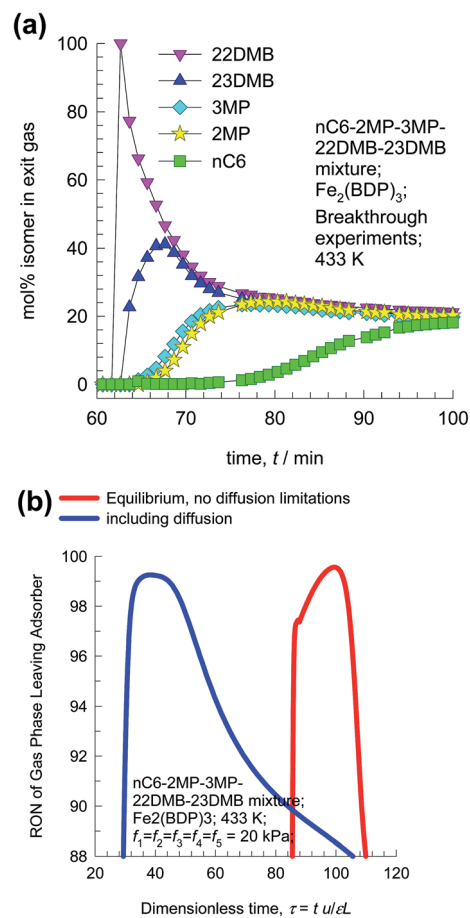 (a)
100
80
60
40
20
0
mol% isomer in exit gas
22DMB
23DMB
3MP
2MP
nC6
nC6-2MP-3MP-
22DMB-23DMB
mixture;
Fe₂(BDP)₃;
Breakthrough
experiments;
433 K
60 70 80 90 100
time, t / min
(b)
Equilibrium, no diffusion limitations
including diffusion
100
98
96
94
92
90
88
RON of Gas Phase Leaving Adsorber
nC6-2MP-3MP-
22DMB-23DMB mixture;
Fe2(BDP)3; 433 K;
f₁=f₂=f₃=f₄=f₅ = 20 kPa;
20 40 60 80 100 120
Dimensionless time, τ = t u/εL